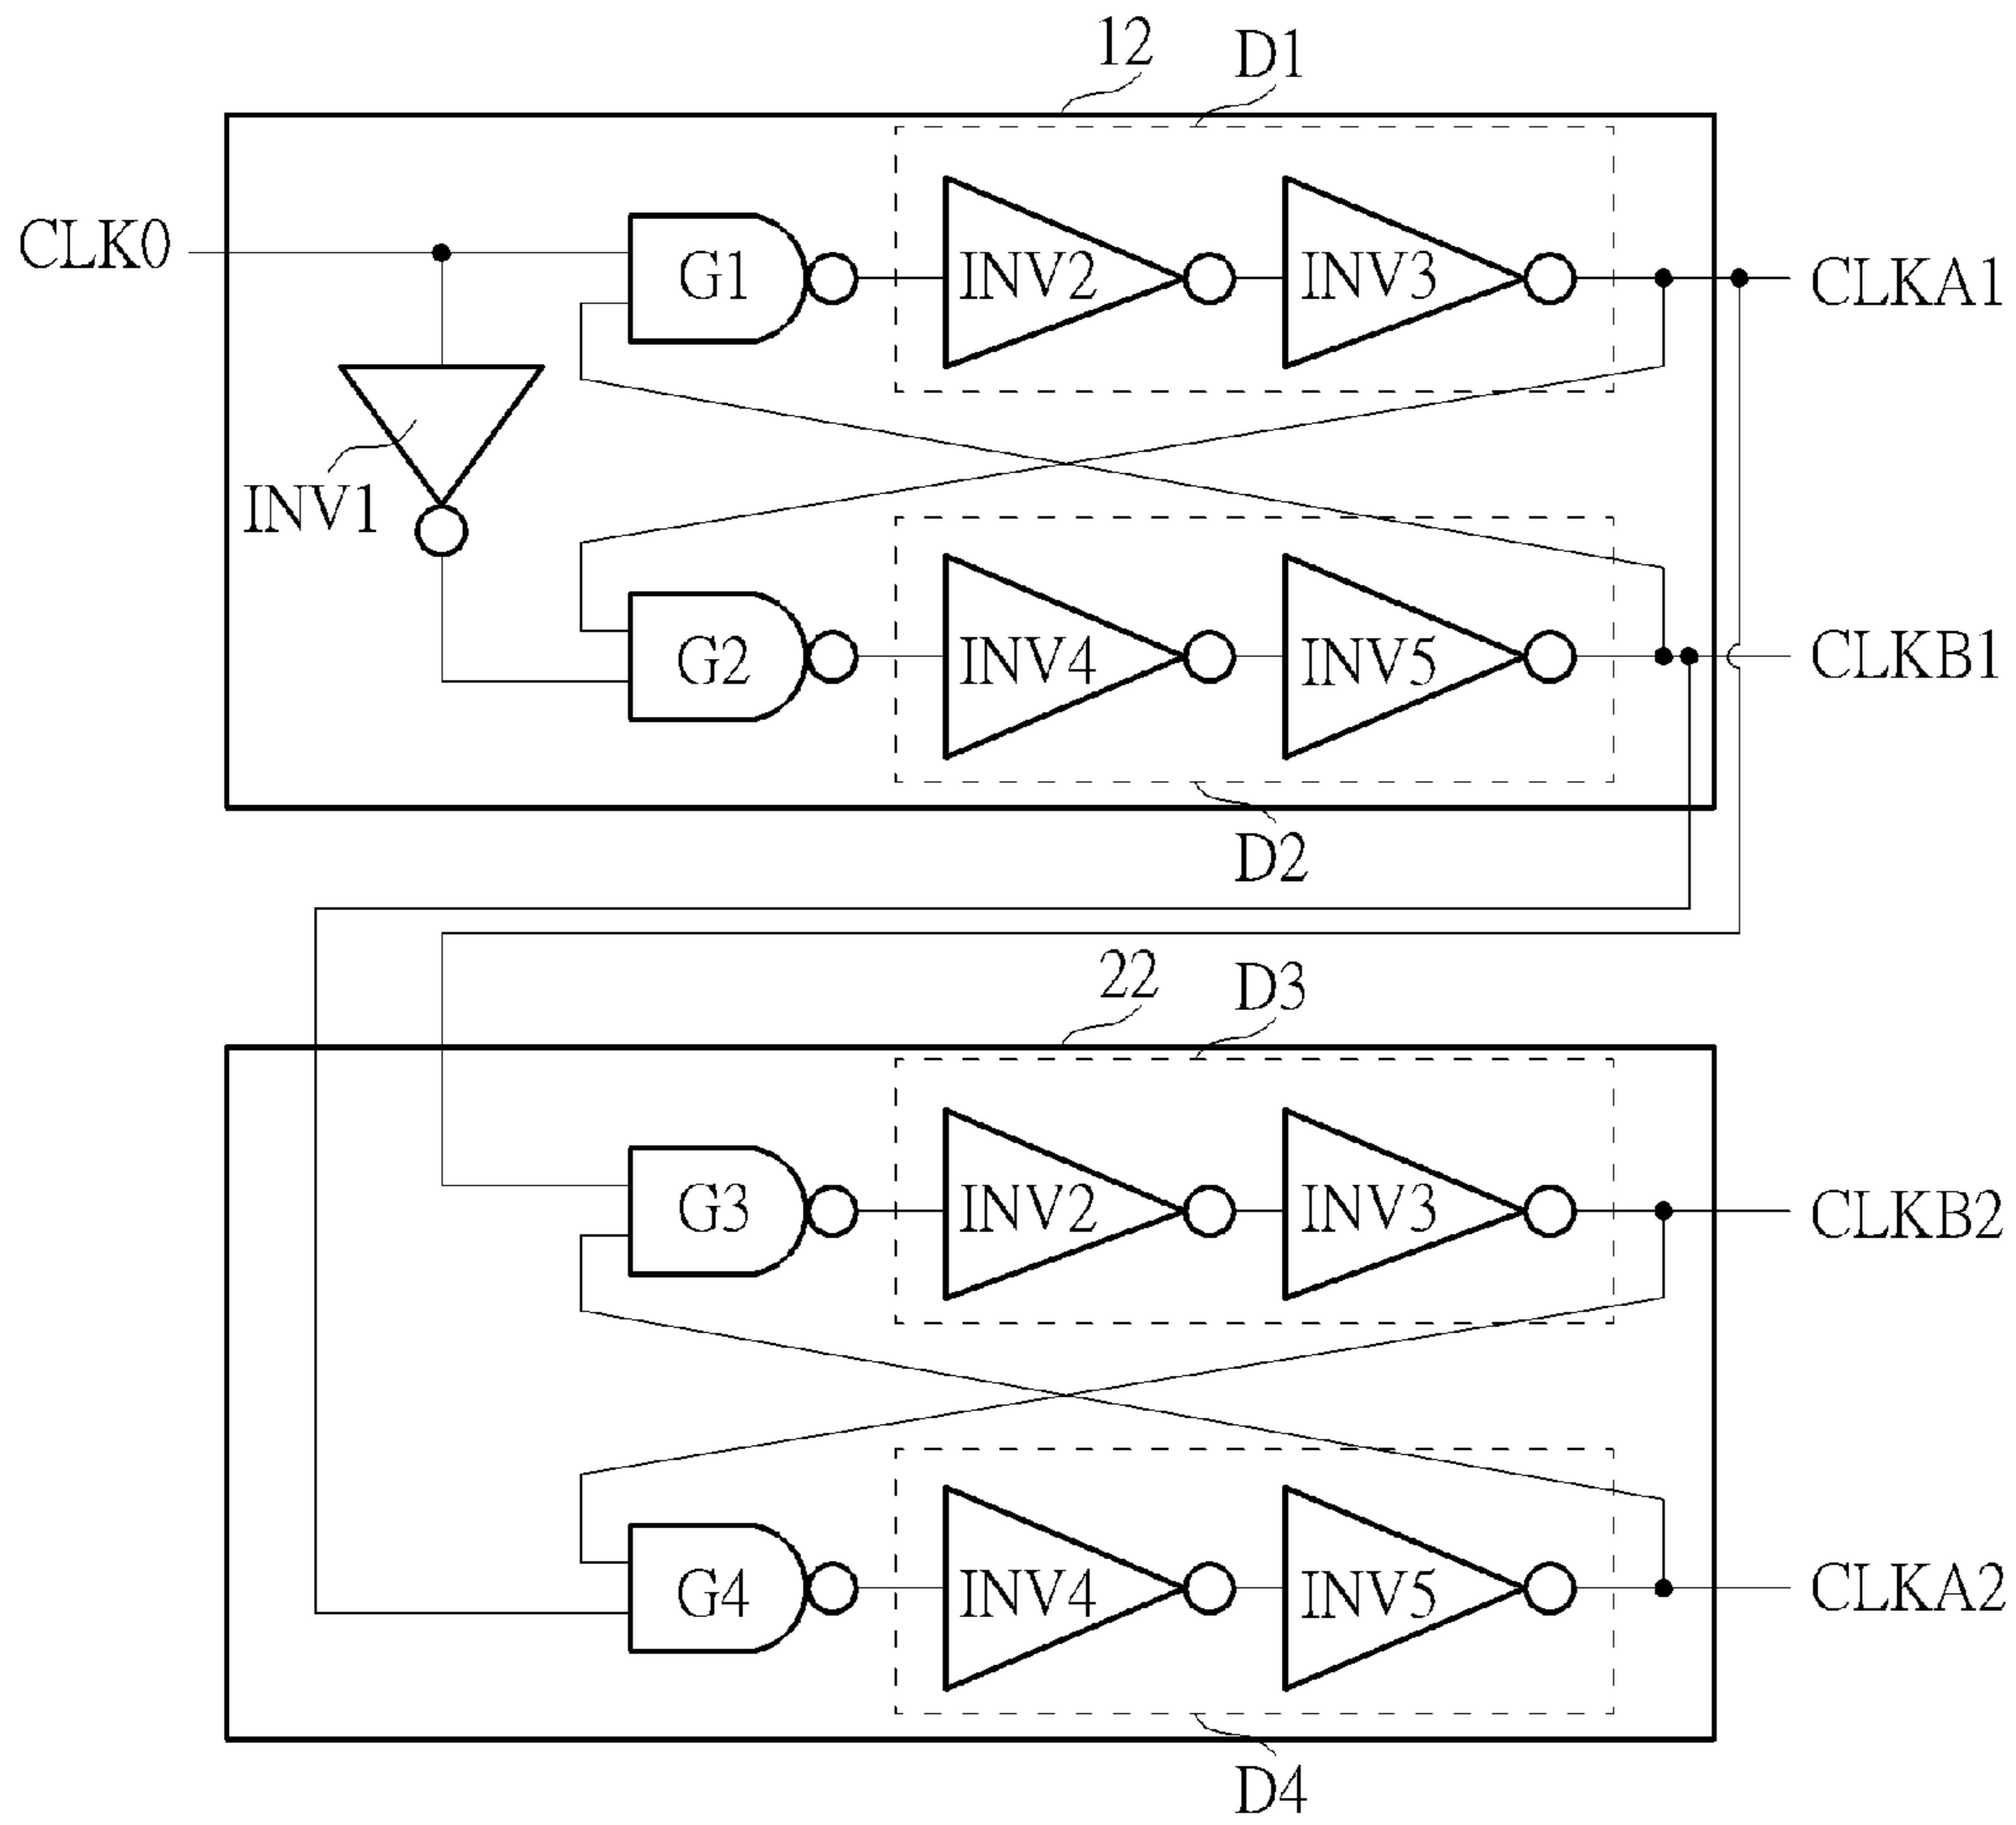 12
D1
CLK0
G1
INV2
INV3
CLKA1
INV1
G2
INV4
INV5
CLKB1
D2
22
D3
G3
INV2
INV3
CLKB2
G4
INV4
INV5
CLKA2
D4